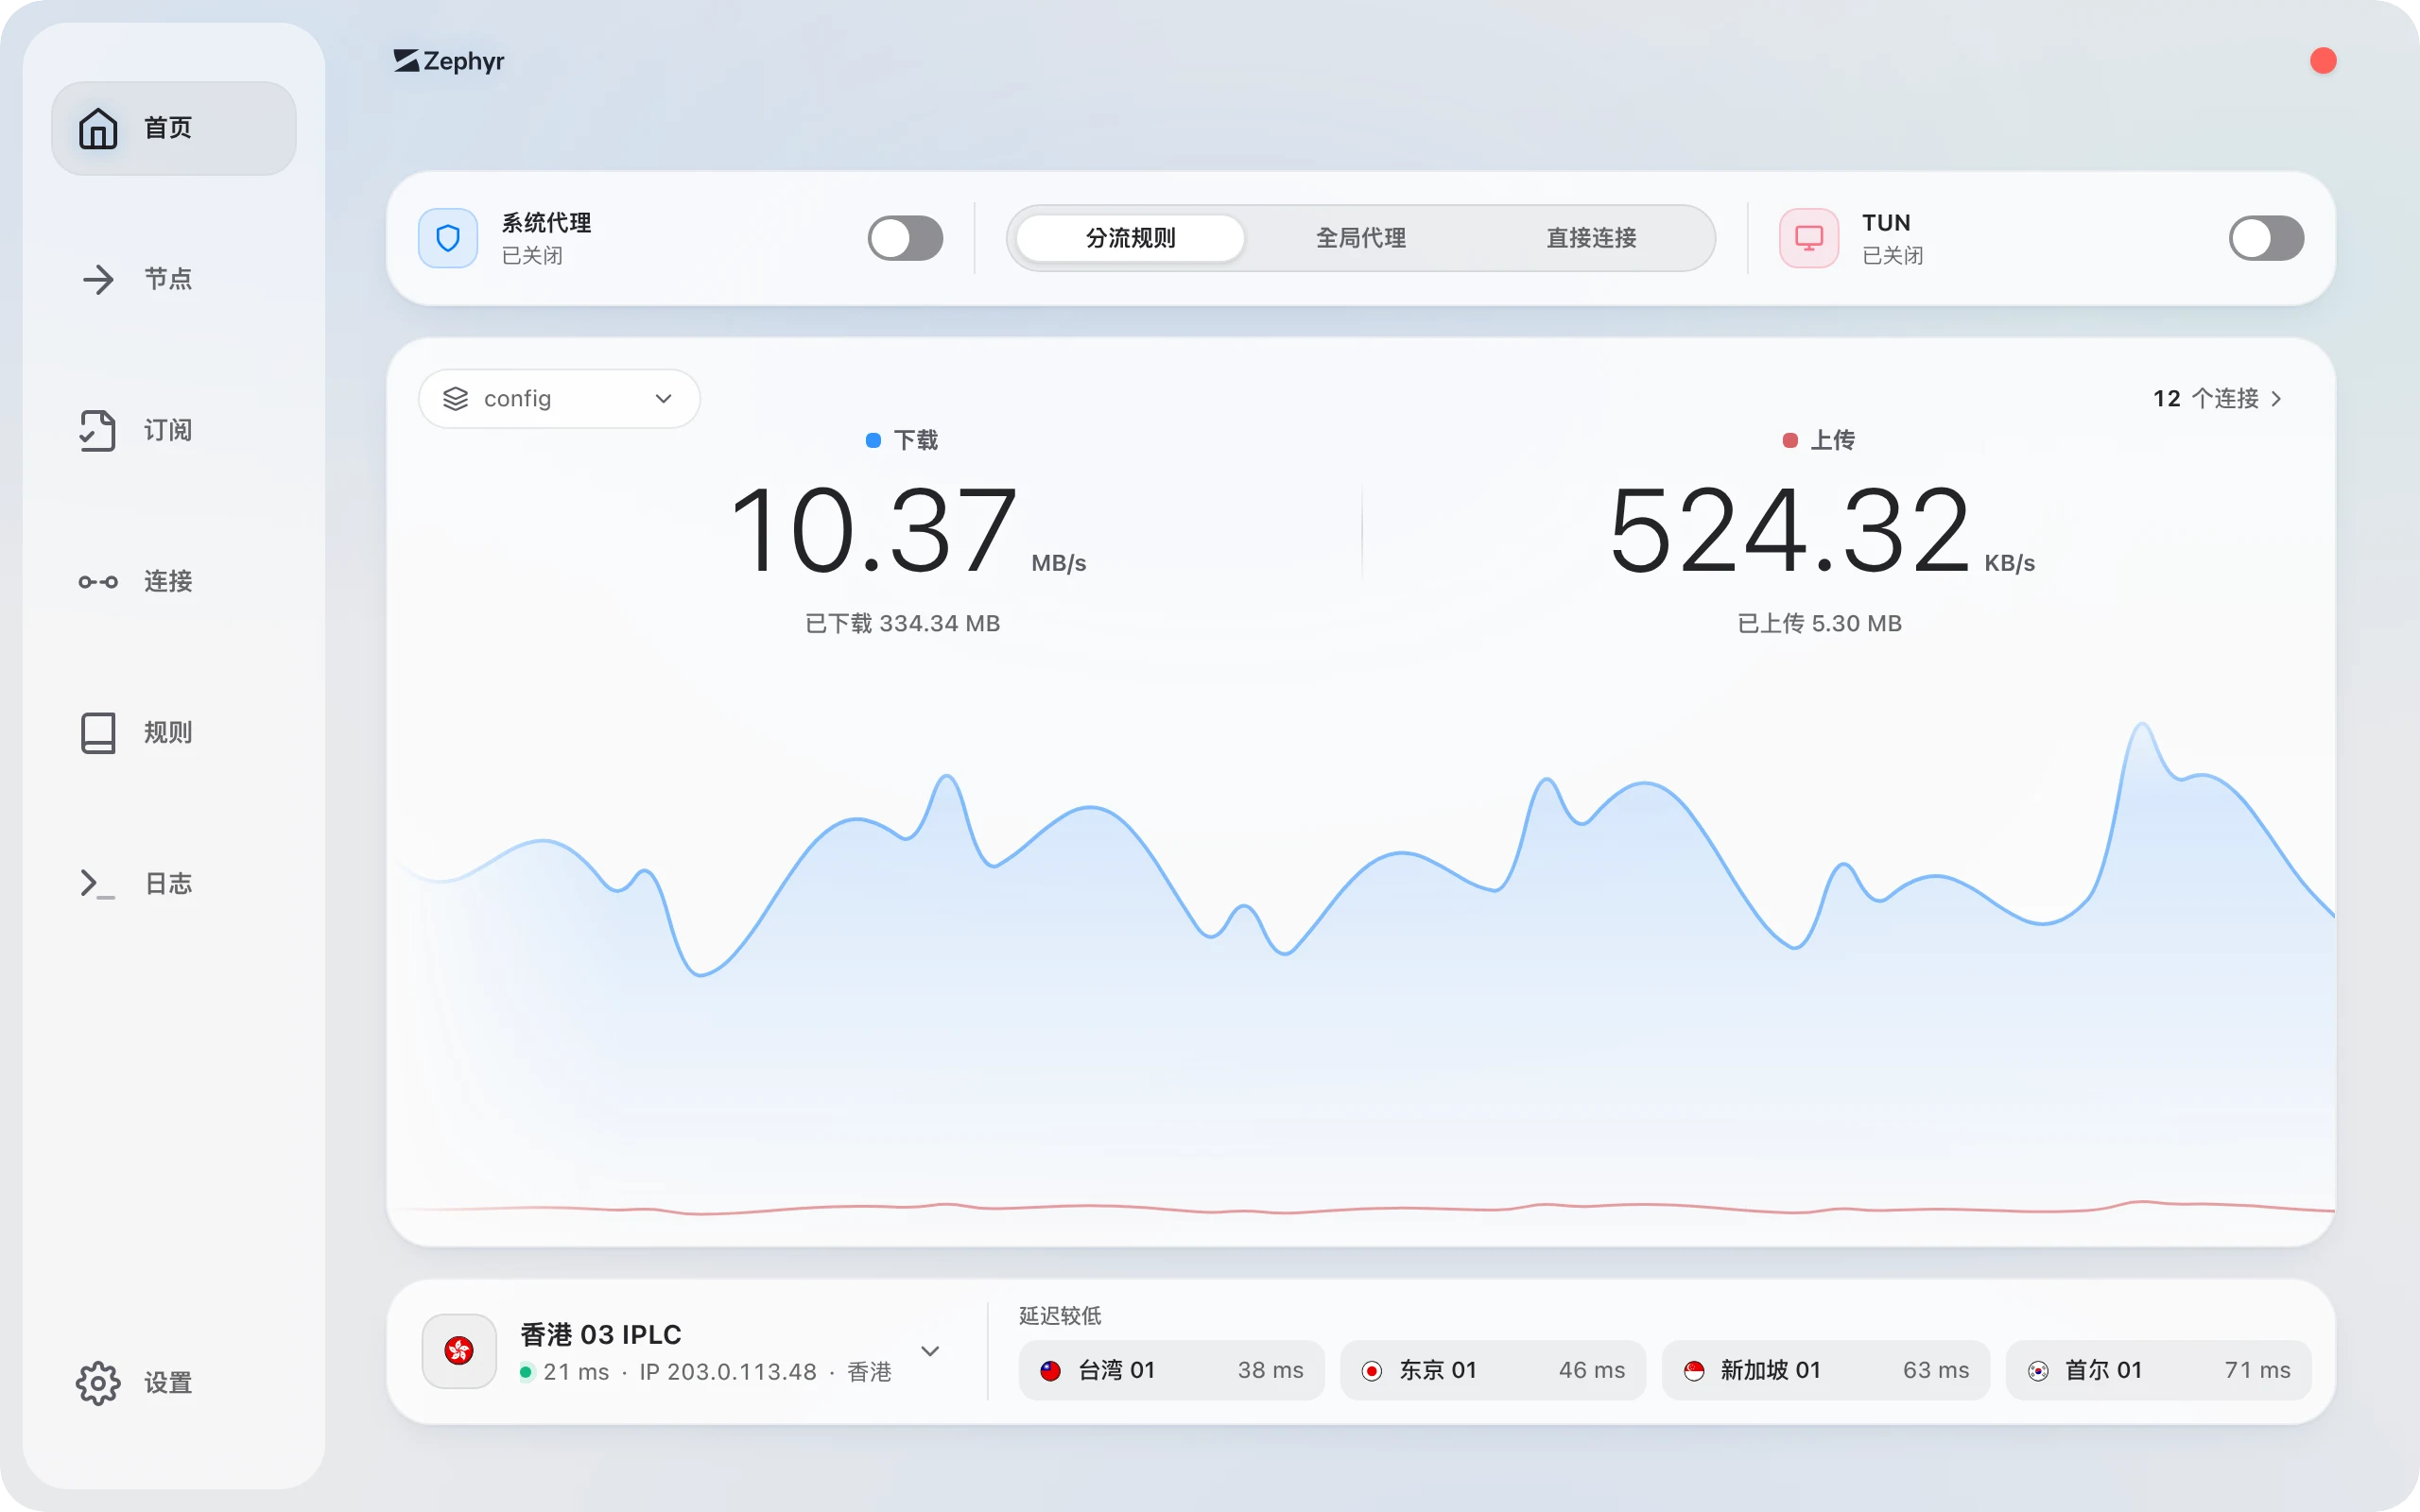 Zephyr
首页
节点
订阅
连接
规则
日志
设置
系统代理
已关闭
分流规则
全局代理
直接连接
TUN
已关闭
config
12 个连接
下载
10.37 MB/s
已下载 334.34 MB
上传
524.32 KB/s
已上传 5.30 MB
香港 03 IPLC
21 ms · IP 203.0.113.48 · 香港
延迟较低
台湾 01 38 ms
东京 01 46 ms
新加坡 01 63 ms
首尔 01 71 ms